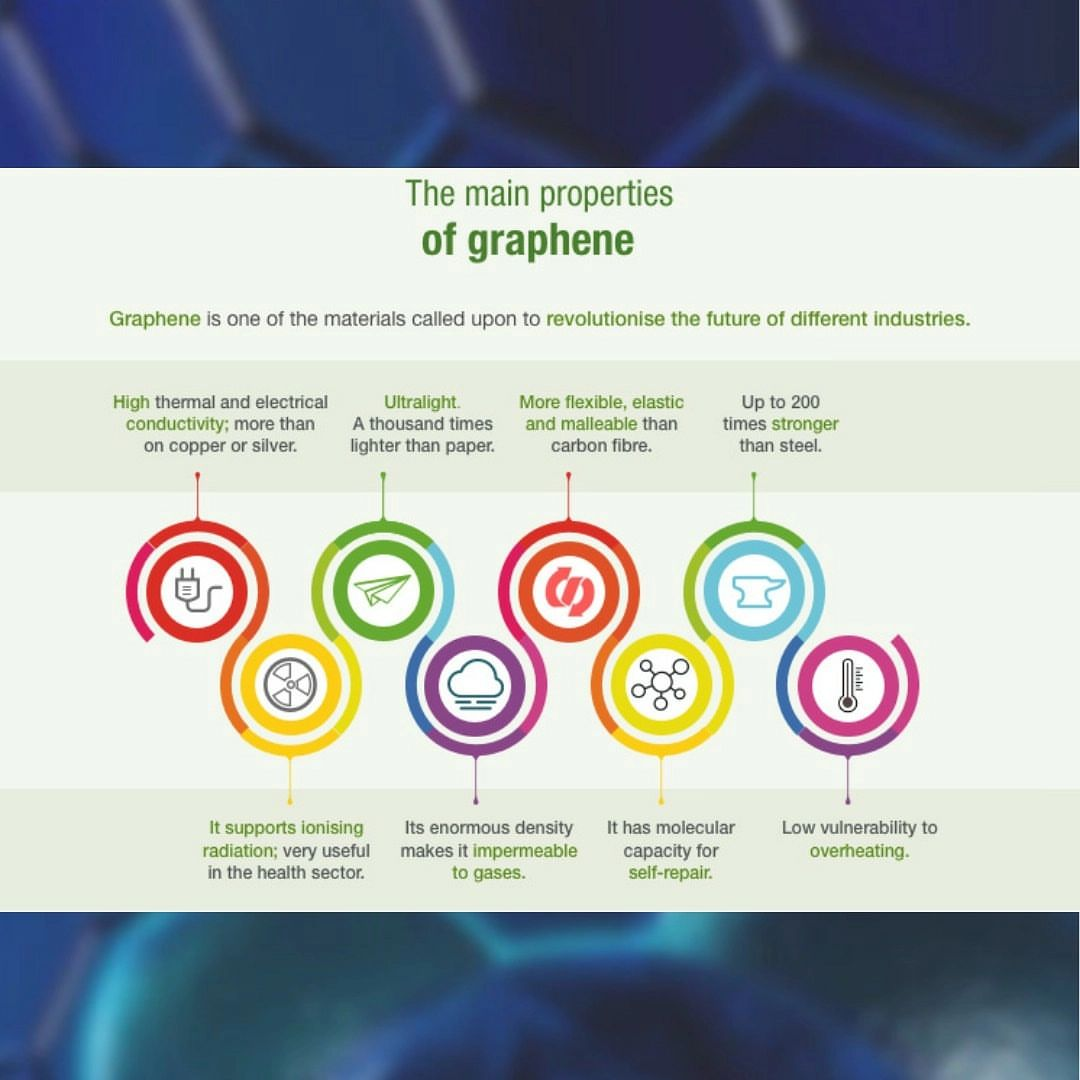 The main properties
of graphene
Graphene is one of the materials called upon to revolutionise the future of different industries.
High thermal and electrical
conductivity; more than
on copper or silver.
Ultralight.
A thousand times
lighter than paper.
More flexible, elastic
and malleable than
carbon fibre.
Up to 200
times stronger
than steel.
It supports ionising
radiation; very useful
in the health sector.
Its enormous density
makes it impermeable
to gases.
It has molecular
capacity for
self-repair.
Low vulnerability to
overheating.